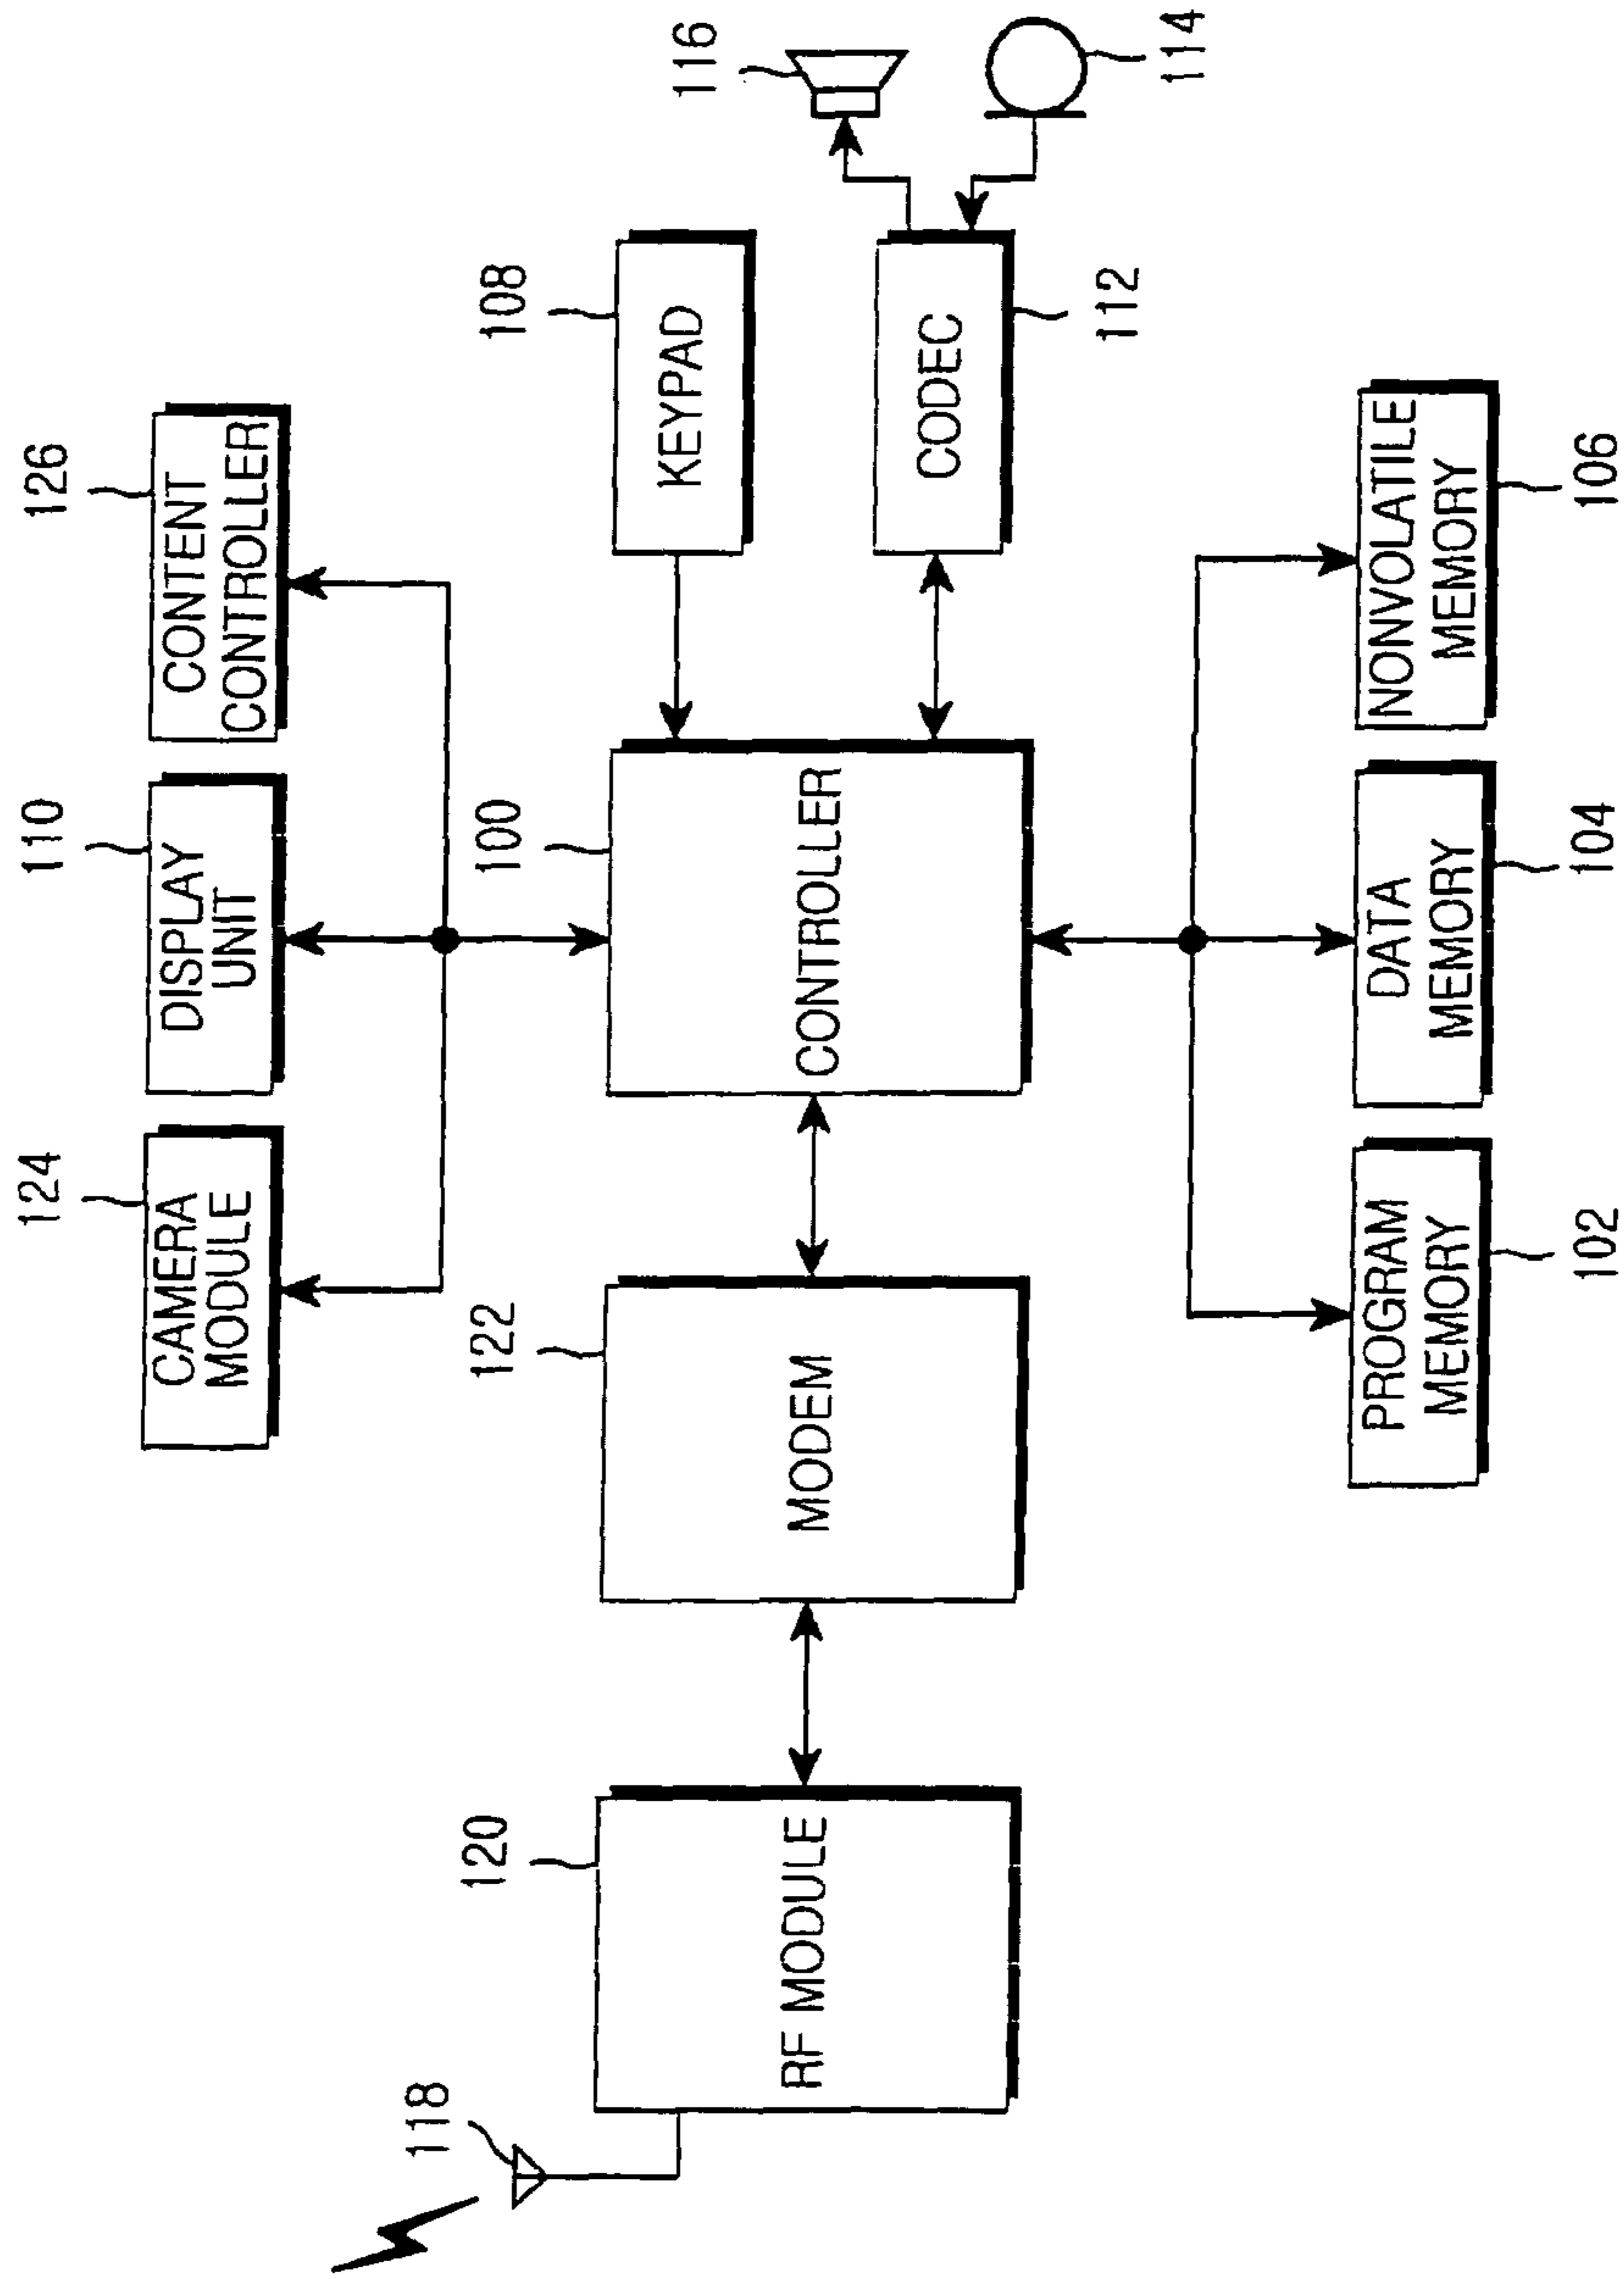 124
110
126
CAMERA
MODULE
DISPLAY
UNIT
CONTENT
CONTROLLER
118
120
122
100
108
116
RF MODULE
MODEM
CONTROLLER
KEYPAD
CODEC
112
114
PROGRAM
MEMORY
DATA
MEMORY
NONVOLATILE
MEMORY
102
104
106